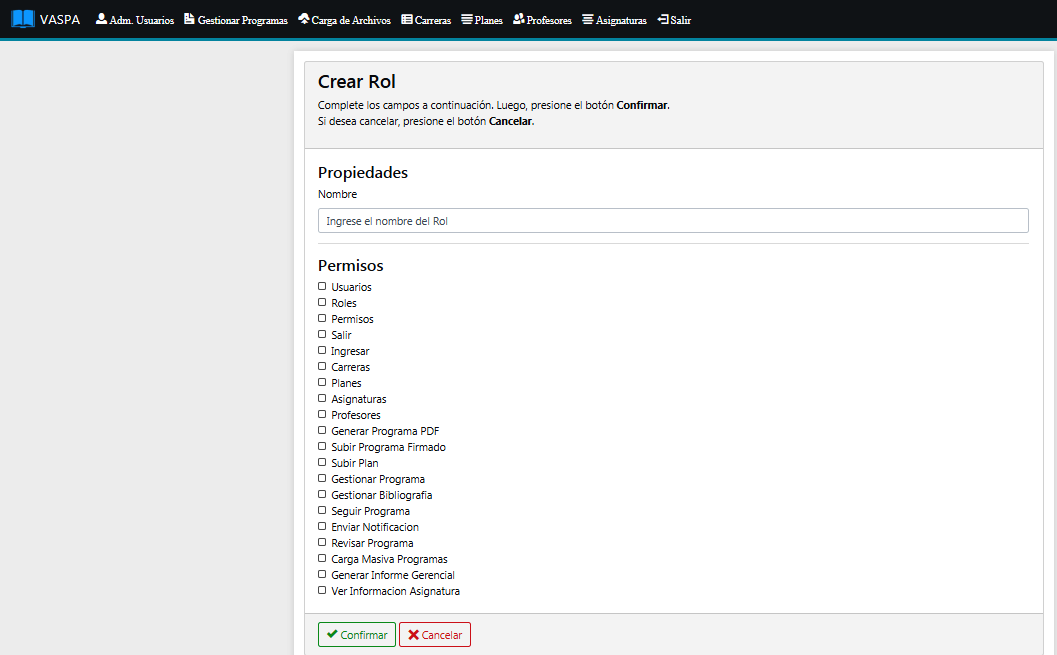 VASPA Adm. Usuarios Gestionar Programas Carga de Archivos Carreras Planes Profesores Asignaturas Salir
Crear Rol
Complete los campos a continuación. Luego, presione el botón Confirmar.
Si desea cancelar, presione el botón Cancelar.
Propiedades
Nombre
Ingrese el nombre del Rol
Permisos
Usuarios
Roles
Permisos
Salir
Ingresar
Carreras
Planes
Asignaturas
Profesores
Generar Programa PDF
Subir Programa Firmado
Subir Plan
Gestionar Programa
Gestionar Bibliografia
Seguir Programa
Enviar Notificacion
Revisar Programa
Carga Masiva Programas
Generar Informe Gerencial
Ver Informacion Asignatura
Confirmar Cancelar